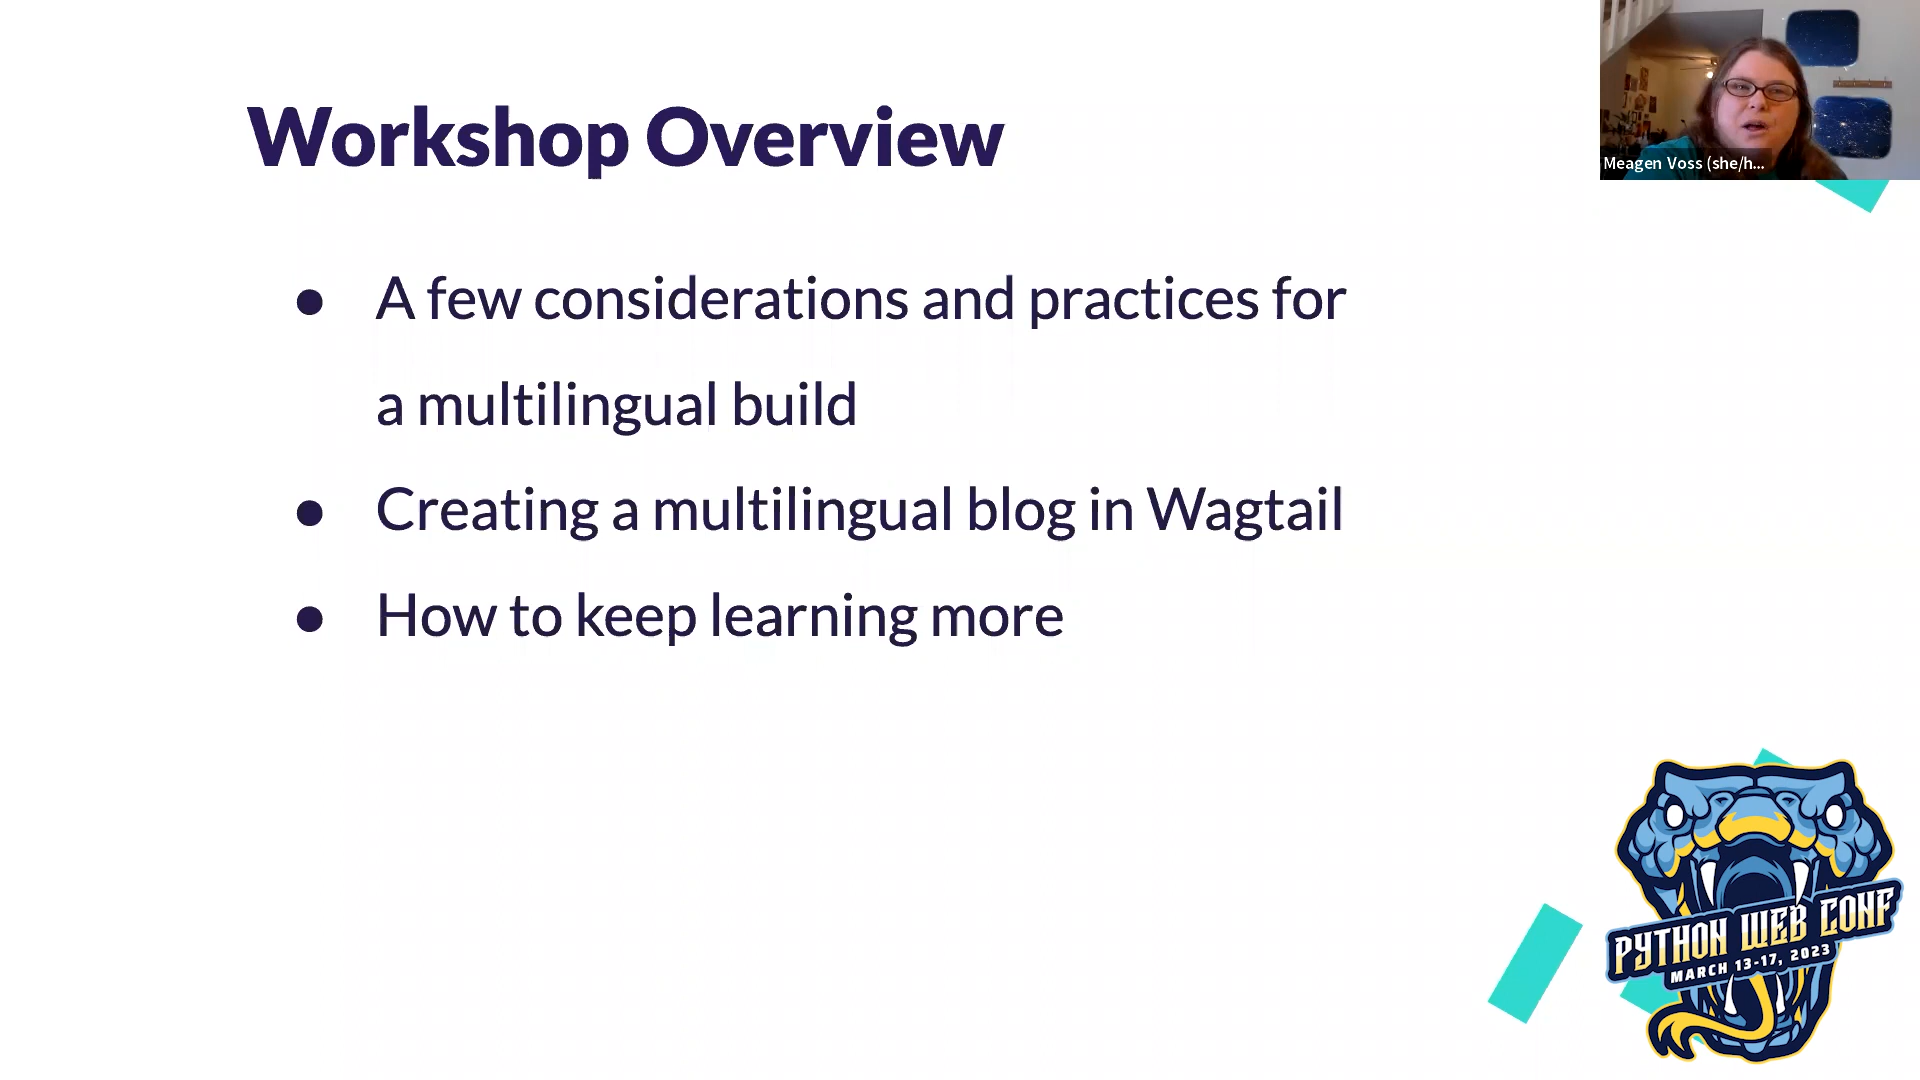 Workshop Overview
● A few considerations and practices for
a multilingual build
● Creating a multilingual blog in Wagtail
● How to keep learning more
Meagen Voss (she/h...
PYTHON WEB CONF
MARCH 13-17, 2023